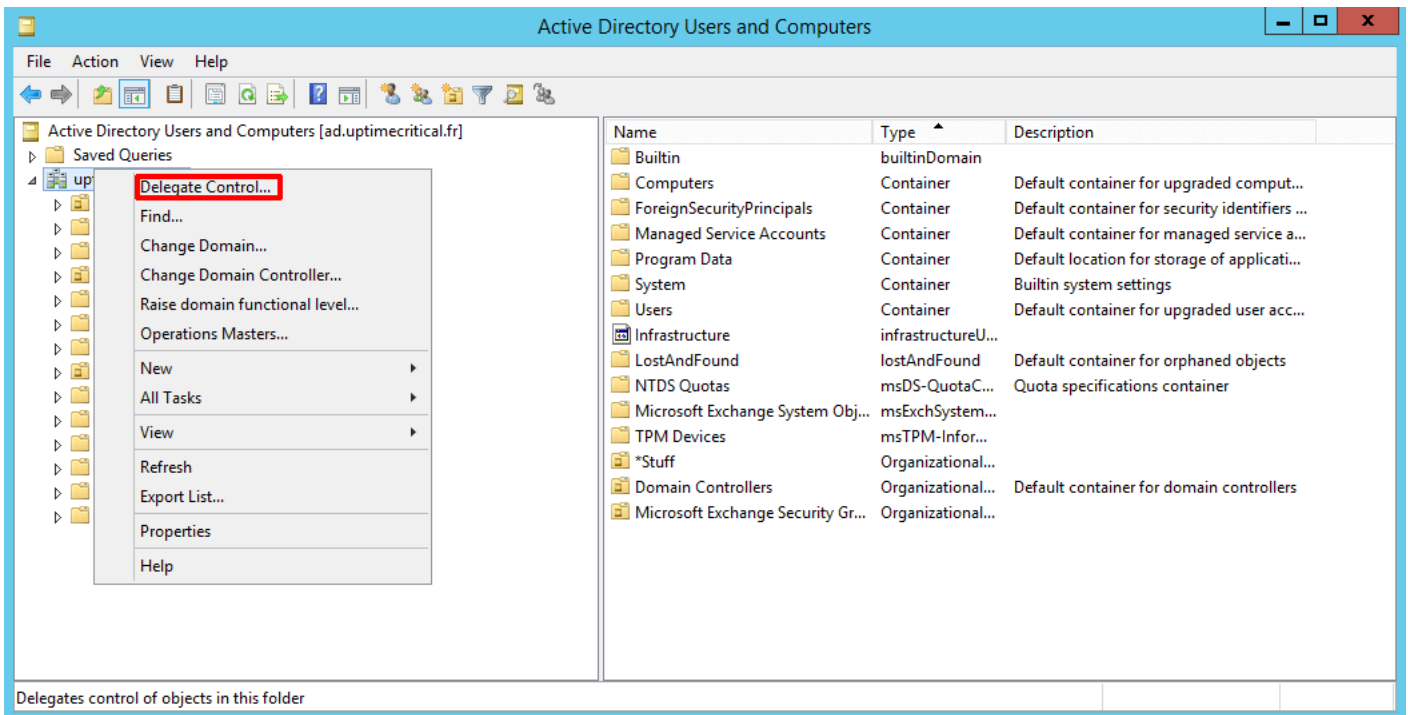 Active Directory Users and Computers
File Action View Help
Active Directory Users and Computers [ad.uptimecritical.fr]
Saved Queries
Delegate Control...
Find...
Change Domain...
Change Domain Controller...
Raise domain functional level...
Operations Masters...
New
All Tasks
View
Refresh
Export List...
Properties
Help
Name Type Description
Builtin builtinDomain
Computers Container Default container for upgraded comput...
ForeignSecurityPrincipals Container Default container for security identifiers ...
Managed Service Accounts Container Default container for managed service a...
Program Data Container Default location for storage of applicati...
System Container Builtin system settings
Users Container Default container for upgraded user acc...
Infrastructure infrastructureU...
LostAndFound lostAndFound Default container for orphaned objects
NTDS Quotas msDS-QuotaC... Quota specifications container
Microsoft Exchange System Obj... msExchSystem...
TPM Devices msTPM-Infor...
*Stuff Organizational...
Domain Controllers Organizational... Default container for domain controllers
Microsoft Exchange Security Gr... Organizational...
Delegates control of objects in this folder